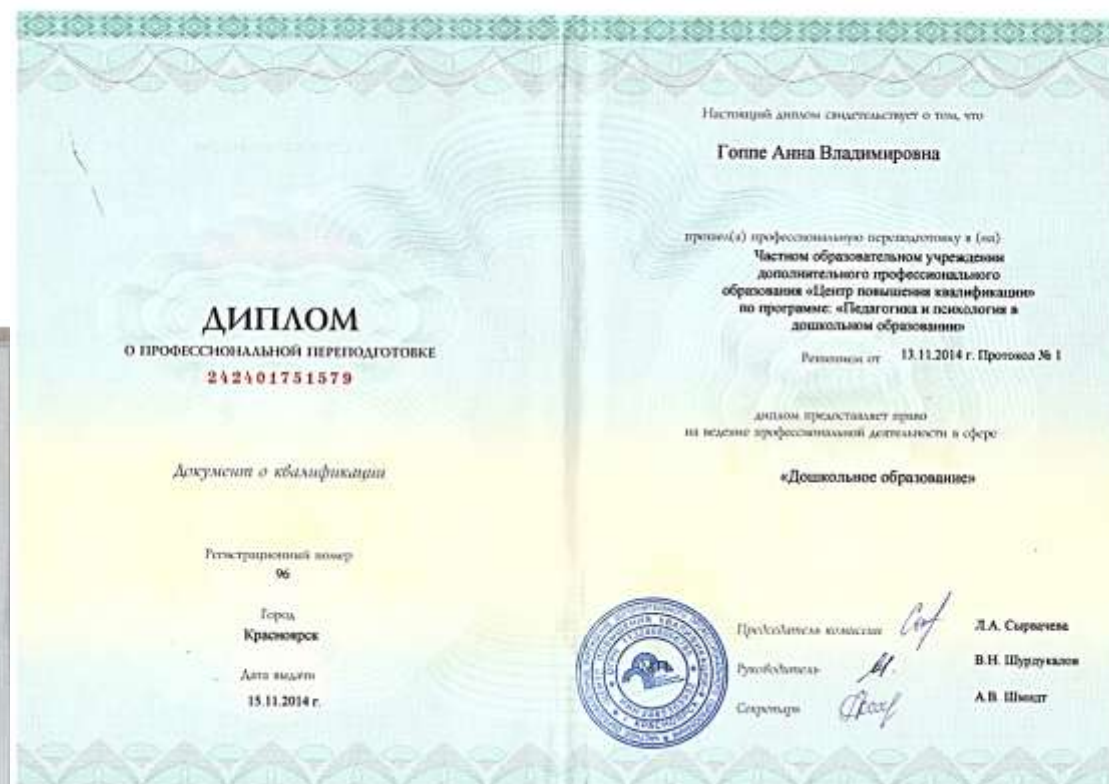 ДИПЛОМ
О ПРОФЕССИОНАЛЬНОЙ ПЕРЕПОДГОТОВКЕ
242401751579
Документ о квалификации
Регистрационный номер
96
Город
Красноярск
Дата выдачи
15.11.2014 г.
Настоящий диплом свидетельствует о том, что
Гоппе Анна Владимировна
прошел(а) профессиональную переподготовку в (на)
Частном образовательном учреждении
дополнительного профессионального
образования «Центр повышения квалификации»
по программе: «Педагогика и психология в
дошкольном образовании»
Решением от 13.11.2014 г. Протокол № 1
диплом предоставляет право
на ведение профессиональной деятельности в сфере
«Дошкольное образование»
Председатель комиссии Л.А. Сырвачева
Руководитель В.Н. Шурдукалов
Секретарь А.В. Шмидт